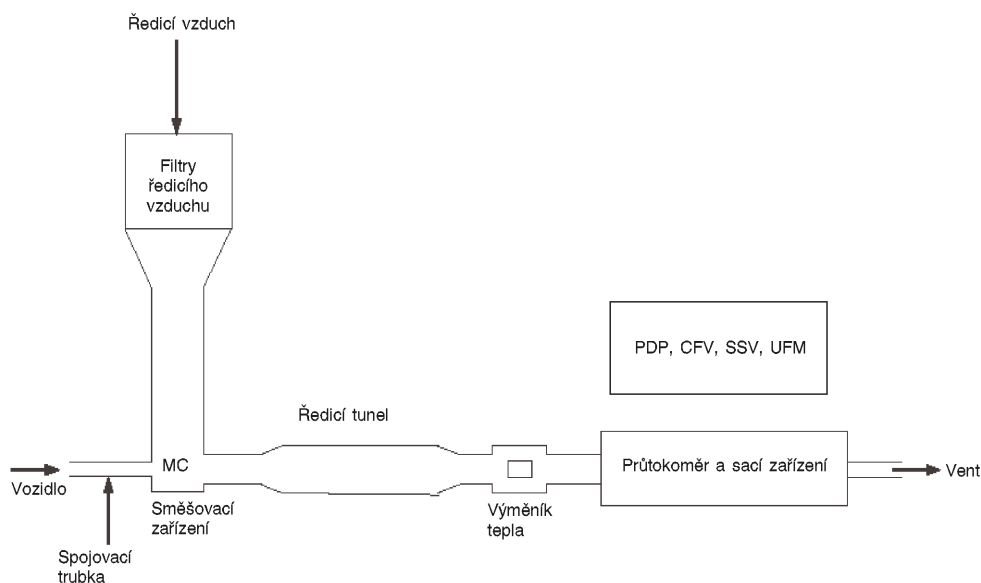 Ředicí vzduch
Filtry
ředicího
vzduchu
PDP, CFV, SSV, UFM
Ředicí tunel
MC
Průtokoměr a sací zařízení
Vent
Vozidlo
Směšovací
zařízení
Výměník
tepla
Spojovací
trubka